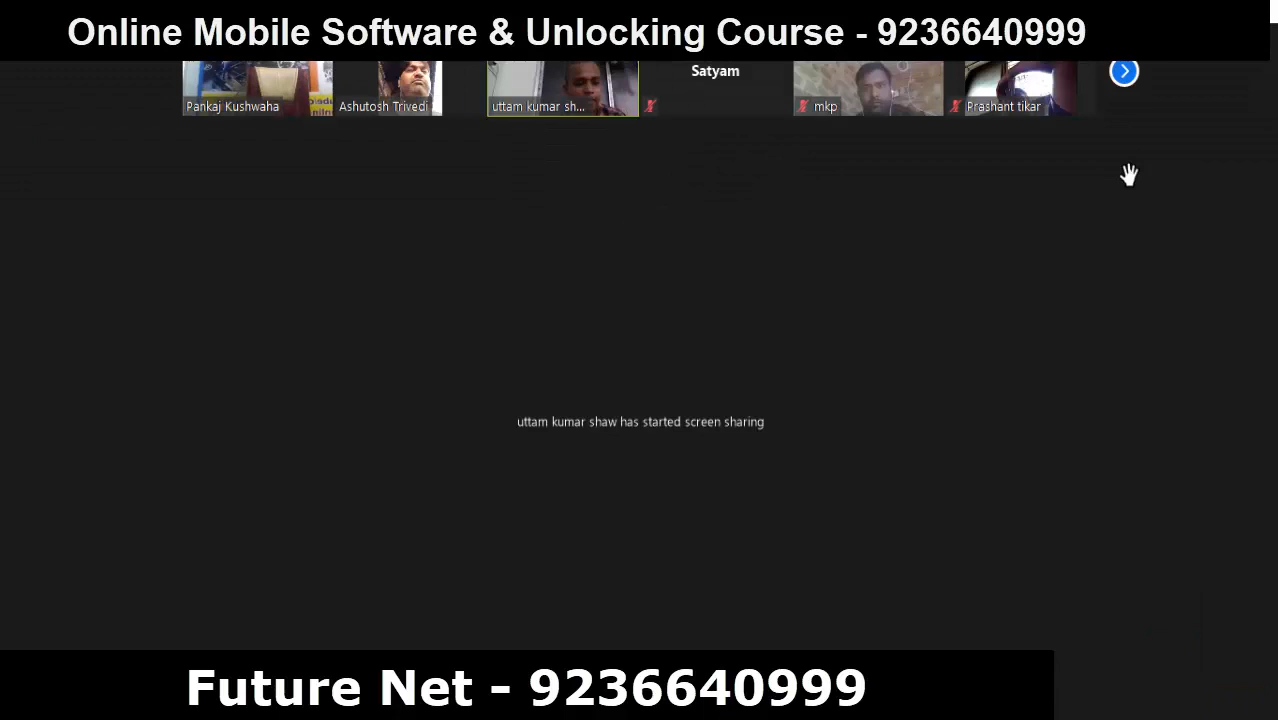 Online Mobile Software & Unlocking Course - 9236640999
Satyam
Pankaj Kushwaha
Ashutosh Trivedi
uttam kumar sh...
mkp
Prashant tikar
uttam kumar shaw has started screen sharing
Future Net - 9236640999